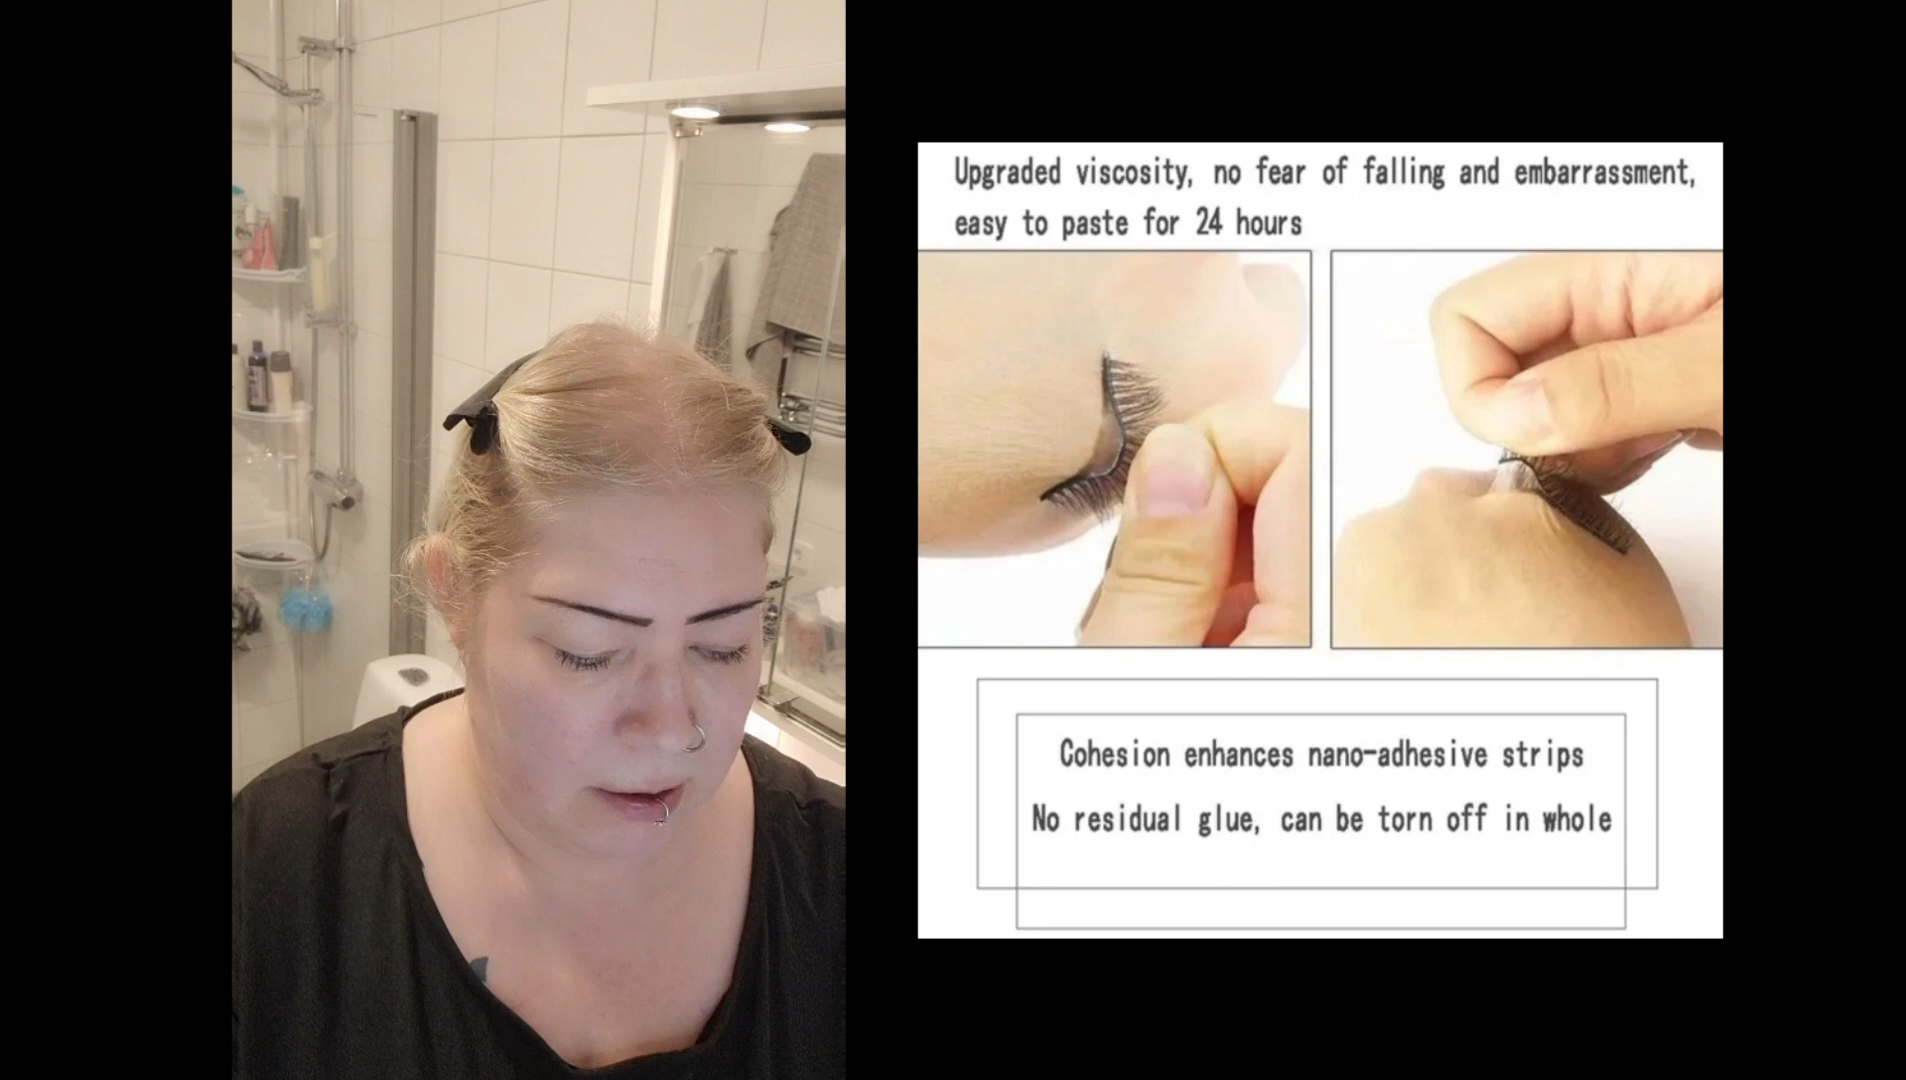 Upgraded viscosity, no fear of falling and embarrassment,
easy to paste for 24 hours
Cohesion enhances nano-adhesive strips
No residual glue, can be torn off in whole